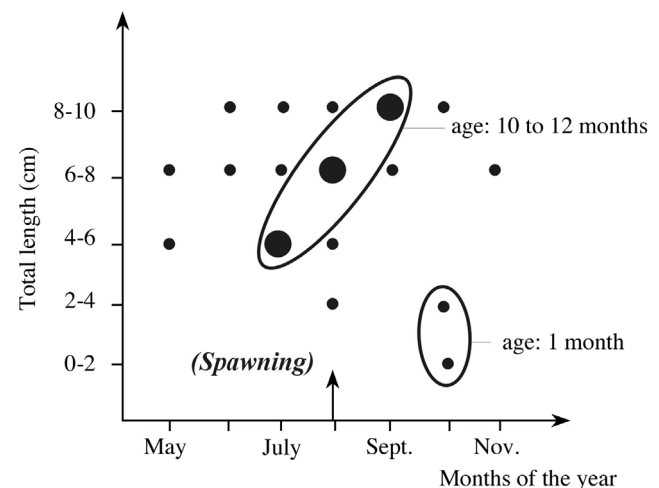 8-10
age: 10 to 12 months
6-8
4-6
2-4
age: 1 month
0-2
(Spawning)
Total length (cm)
May July Sept. Nov.
Months of the year